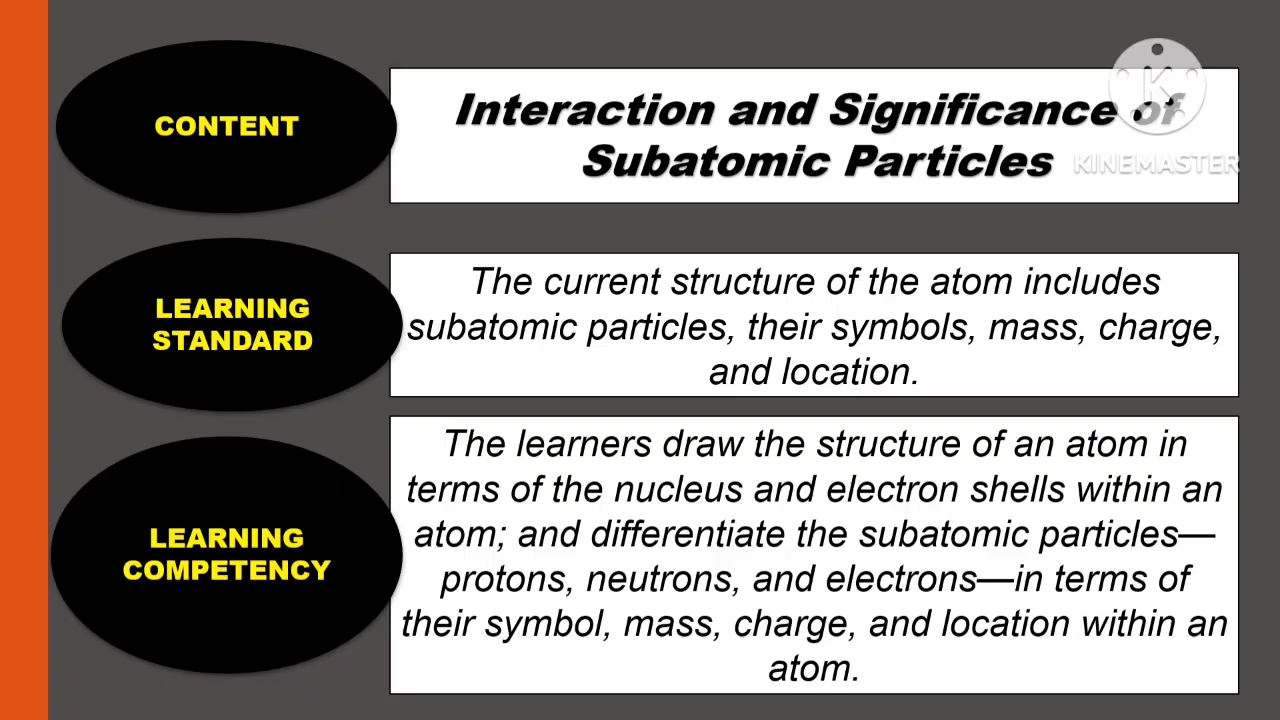 CONTENT
Interaction and Significance of
Subatomic Particles
K
KINEMASTER
LEARNING
STANDARD
The current structure of the atom includes
subatomic particles, their symbols, mass, charge,
and location.
LEARNING
COMPETENCY
The learners draw the structure of an atom in
terms of the nucleus and electron shells within an
atom; and differentiate the subatomic particles—
protons, neutrons, and electrons—in terms of
their symbol, mass, charge, and location within an
atom.